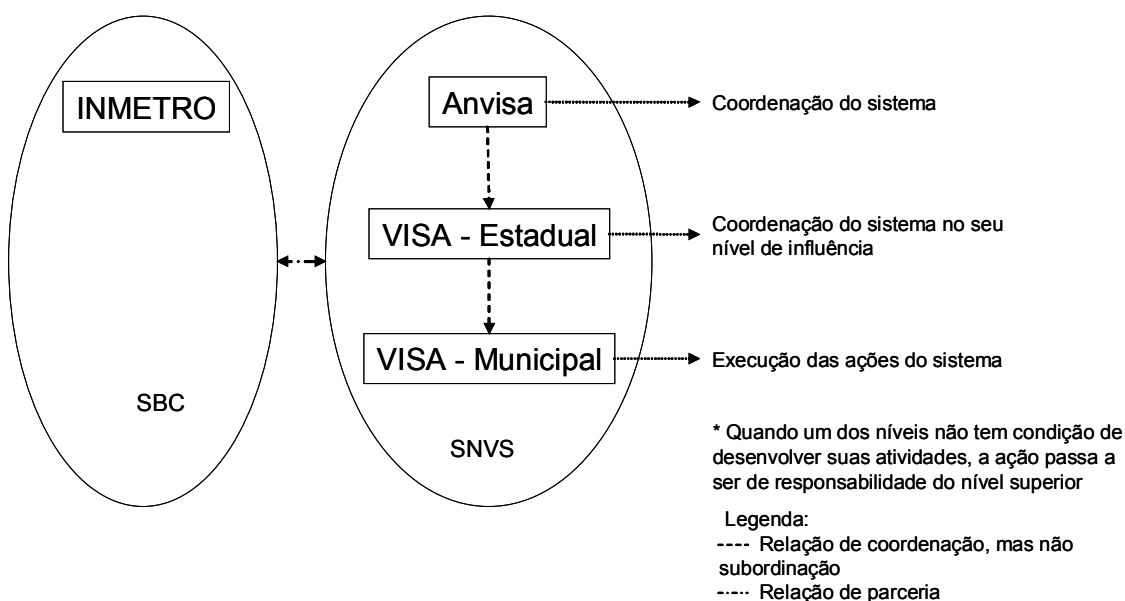 INMETRO
SBC
Anvisa
VISA - Estadual
VISA - Municipal
SNVS
Coordenação do sistema
Coordenação do sistema no seu
nível de influência
Execução das ações do sistema
* Quando um dos níveis não tem condição de
desenvolver suas atividades, a ação passa a
ser de responsabilidade do nível superior
Legenda:
---- Relação de coordenação, mas não
subordinação
--·-· Relação de parceria